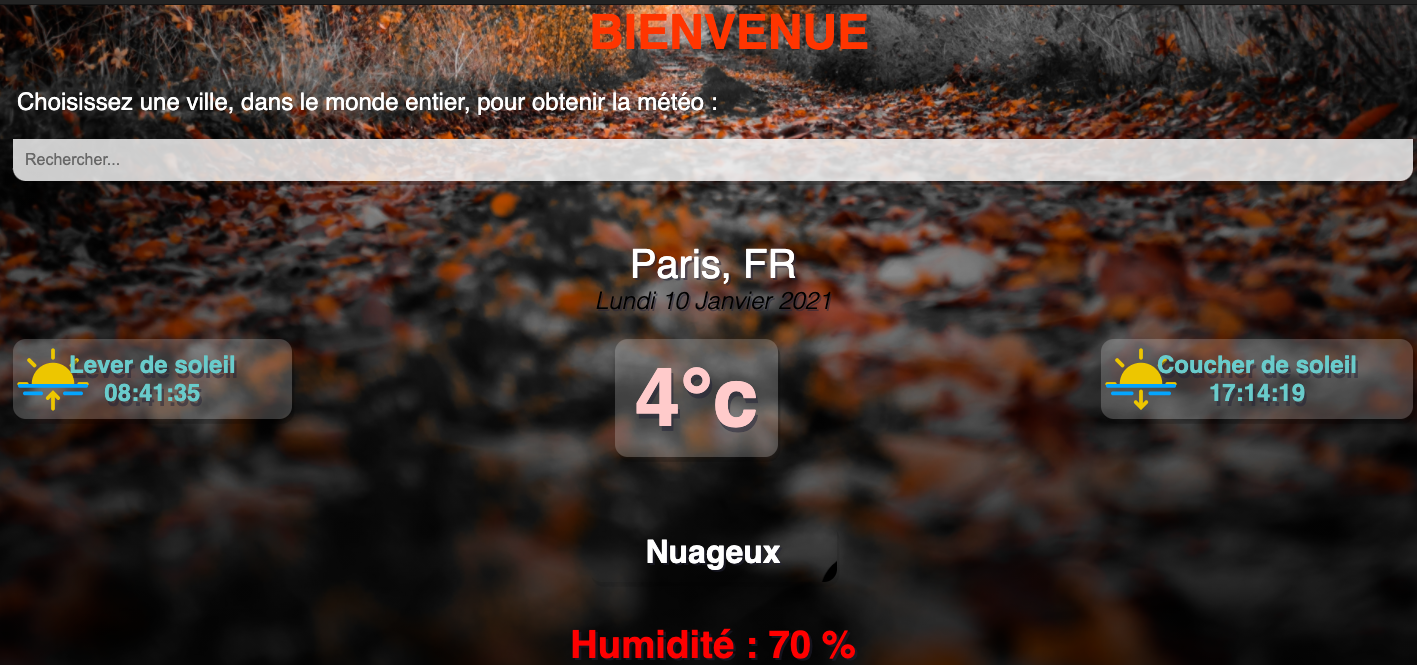 BIENVENUE
Choisissez une ville, dans le monde entier, pour obtenir la météo :
Rechercher...
Paris, FR
Lundi 10 Janvier 2021
Lever de soleil
08:41:35
4°c
Coucher de soleil
17:14:19
Nuageux
Humidité : 70 %